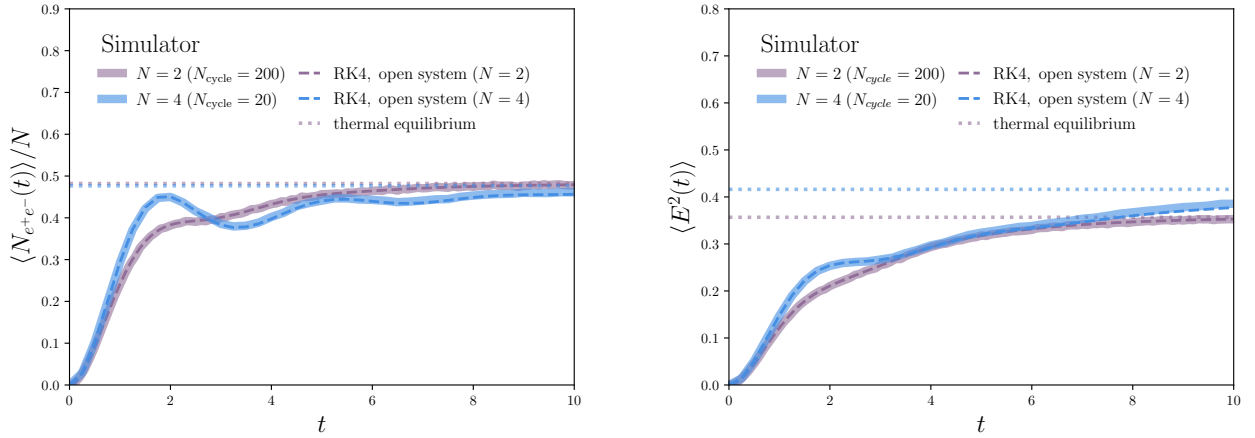 Simulator
N = 2 (N_cycle = 200)
N = 4 (N_cycle = 20)
RK4, open system (N = 2)
RK4, open system (N = 4)
thermal equilibrium
⟨N_{e^+e^-}(t)⟩/N
0.9
0.8
0.7
0.6
0.5
0.4
0.3
0.2
0.1
0.0
0 2 4 6 8 10
t
Simulator
N = 2 (N_cycle = 200)
N = 4 (N_cycle = 20)
RK4, open system (N = 2)
RK4, open system (N = 4)
thermal equilibrium
⟨E^2(t)⟩
0.8
0.7
0.6
0.5
0.4
0.3
0.2
0.1
0.0
0 2 4 6 8 10
t